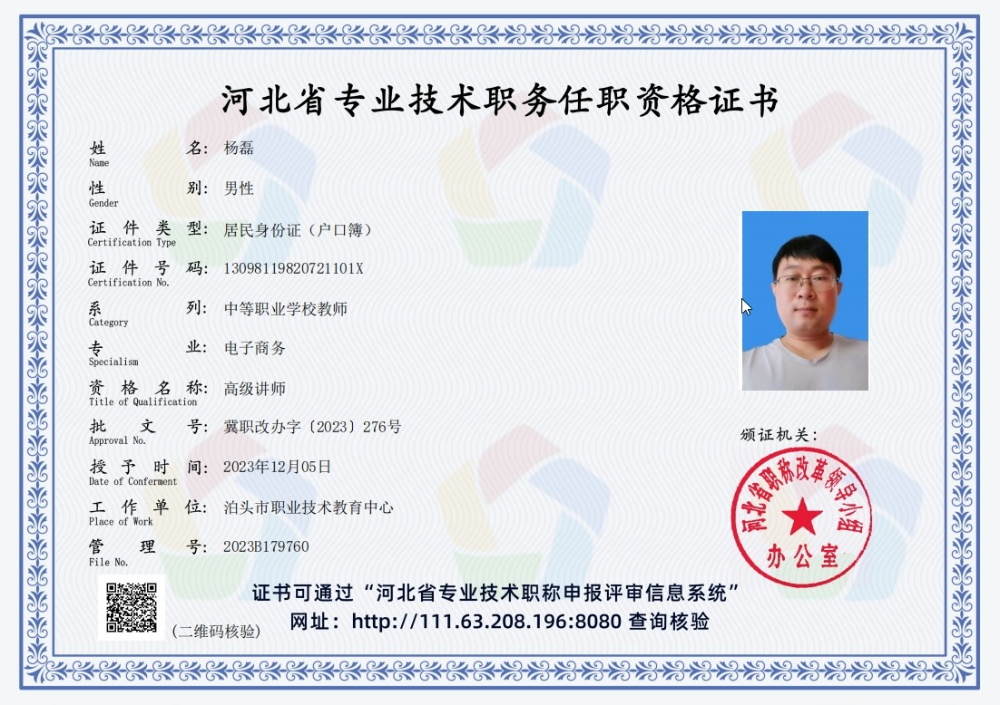 河北省专业技术职务任职资格证书
姓名： 杨磊
Name
性别： 男性
Gender
证件类型： 居民身份证（户口簿）
Certification Type
证件号码： 13098119820721101X
Certification No.
系列： 中等职业学校教师
Category
专业： 电子商务
Specialism
资格名称： 高级讲师
Title of Qualification
批文号： 冀职改办字〔2023〕276号
Approval No.
授予时间： 2023年12月05日
Date of Conferment
工作单位： 泊头市职业技术教育中心
Place of Work
管理号： 2023B179760
File No.
颁证机关：
河北省职称改革领导小组
办公室
(二维码核验)
证书可通过“河北省专业技术职称申报评审信息系统”
网址：http://111.63.208.196:8080 查询核验